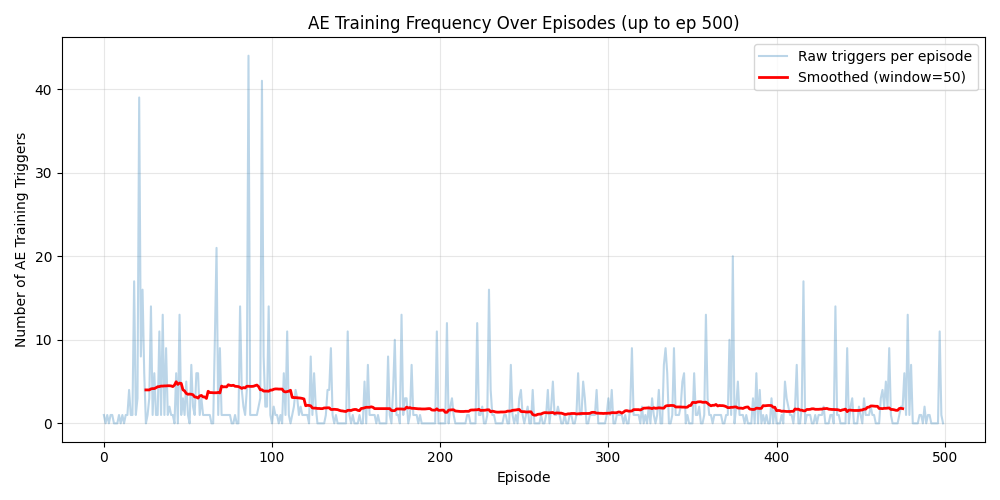 AE Training Frequency Over Episodes (up to ep 500)
Raw triggers per episode
Smoothed (window=50)
Number of AE Training Triggers
40
30
20
10
0
0 100 200 300 400 500
Episode